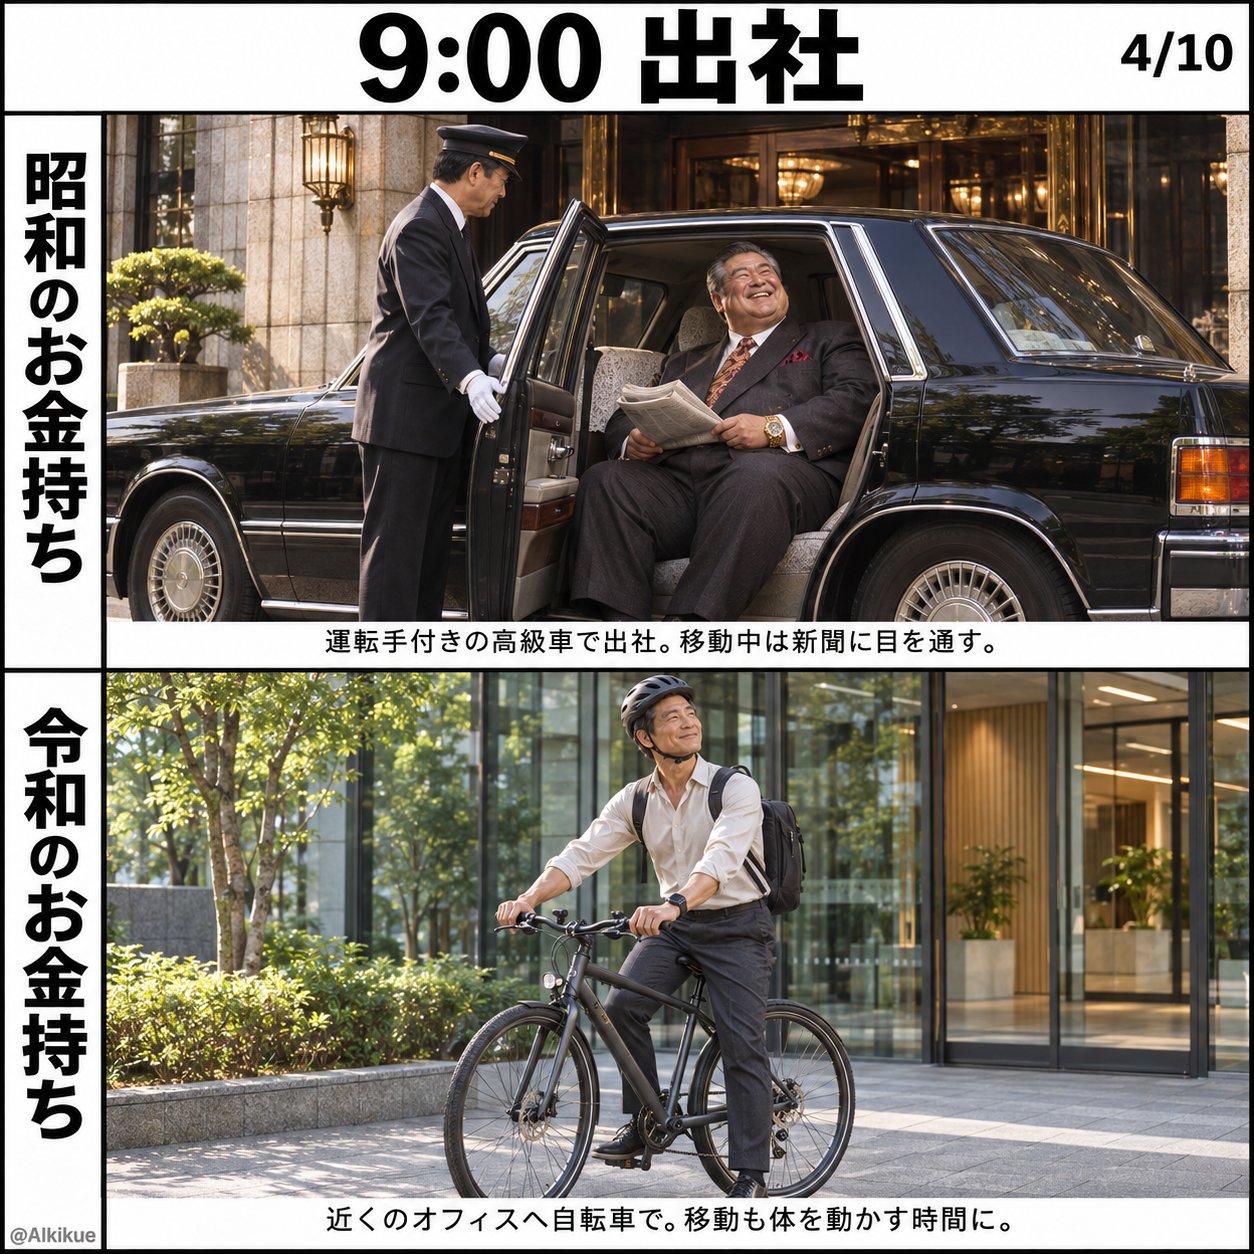 9:00 出社
4/10
昭和のお金持ち
運転手付きの高級車で出社。移動中は新聞に目を通す。
令和のお金持ち
近くのオフィスへ自転車で。移動も体を動かす時間に。
@Alkikue